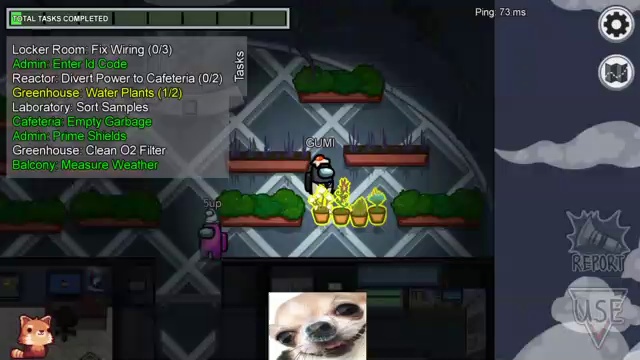 TOTAL TASKS COMPLETED
Ping: 73 ms
Locker Room: Fix Wiring (0/3)
Admin: Enter Id Code
Reactor: Divert Power to Cafeteria (0/2)
Greenhouse: Water Plants (1/2)
Laboratory: Sort Samples
Cafeteria: Empty Garbage
Admin: Prime Shields
Greenhouse: Clean O2 Filter
Balcony: Measure Weather
Tasks
GUMI
5up
REPORT
USE